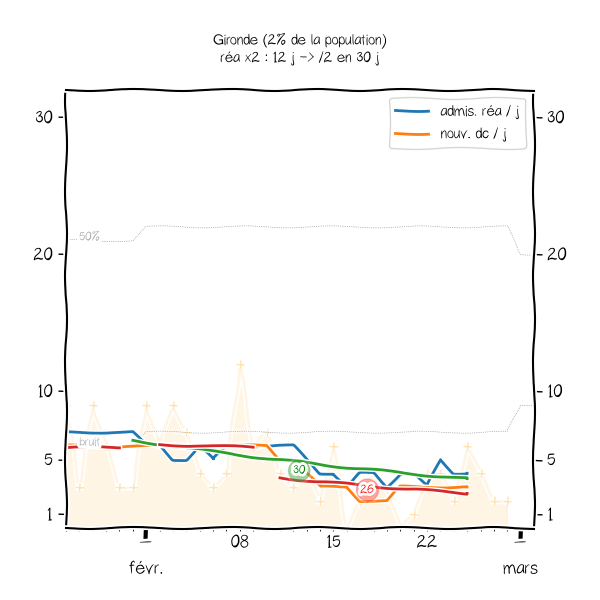 Gironde (2% de la population)
réa x2 : 12 j -> /2 en 30 j
admis. réa / j
nouv. dc / j
30
30
50%
20
20
10
10
bruit
5
5
30
26
1
1
08
15
22
févr.
mars